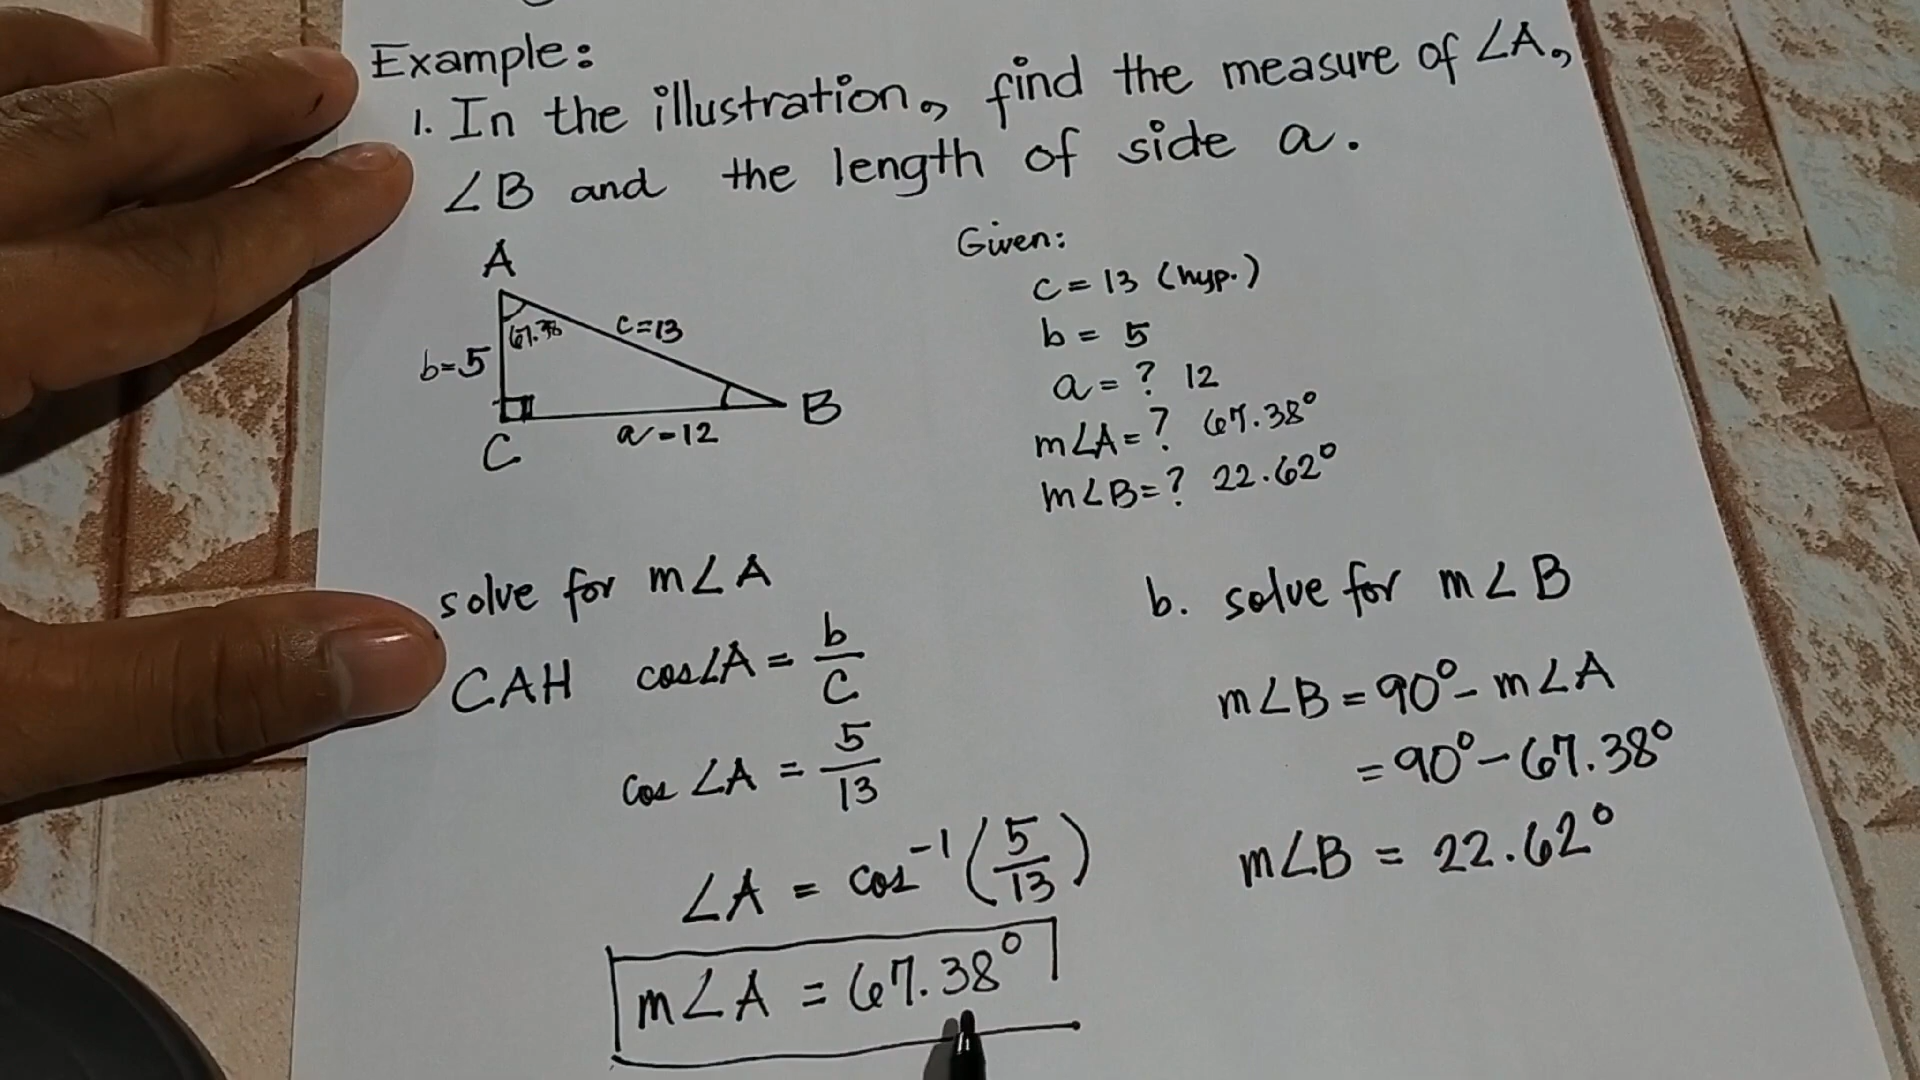 Example:
1. In the illustration, find the measure of ∠A,
∠B and the length of side a.
A
67.38
c=13
b=5
B
C
a=12
Given:
c = 13 (hyp.)
b = 5
a = ? 12
m∠A = ? 67.38°
m∠B = ? 22.62°
solve for m∠A
CAH cos∠A = b/c
cos ∠A = 5/13
∠A = cos⁻¹(5/13)
m∠A = 67.38°
b. solve for m∠B
m∠B = 90° - m∠A
= 90° - 67.38°
m∠B = 22.62°